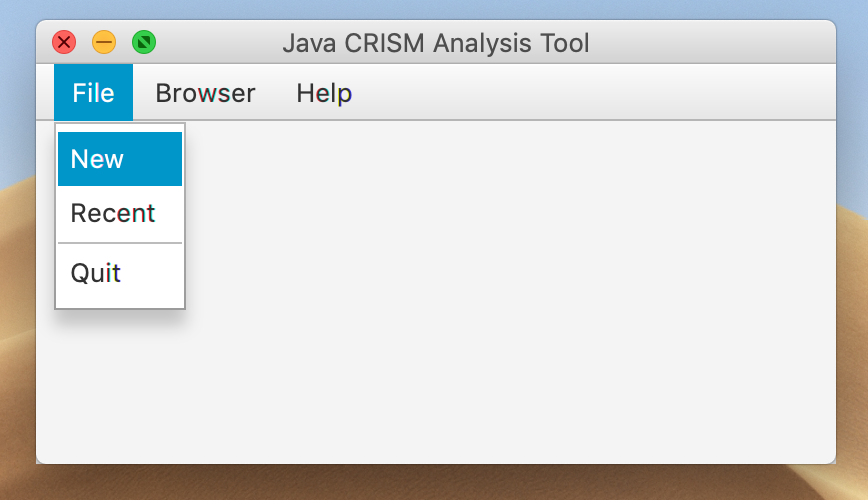 Java CRISM Analysis Tool
File Browser Help
New
Recent
Quit